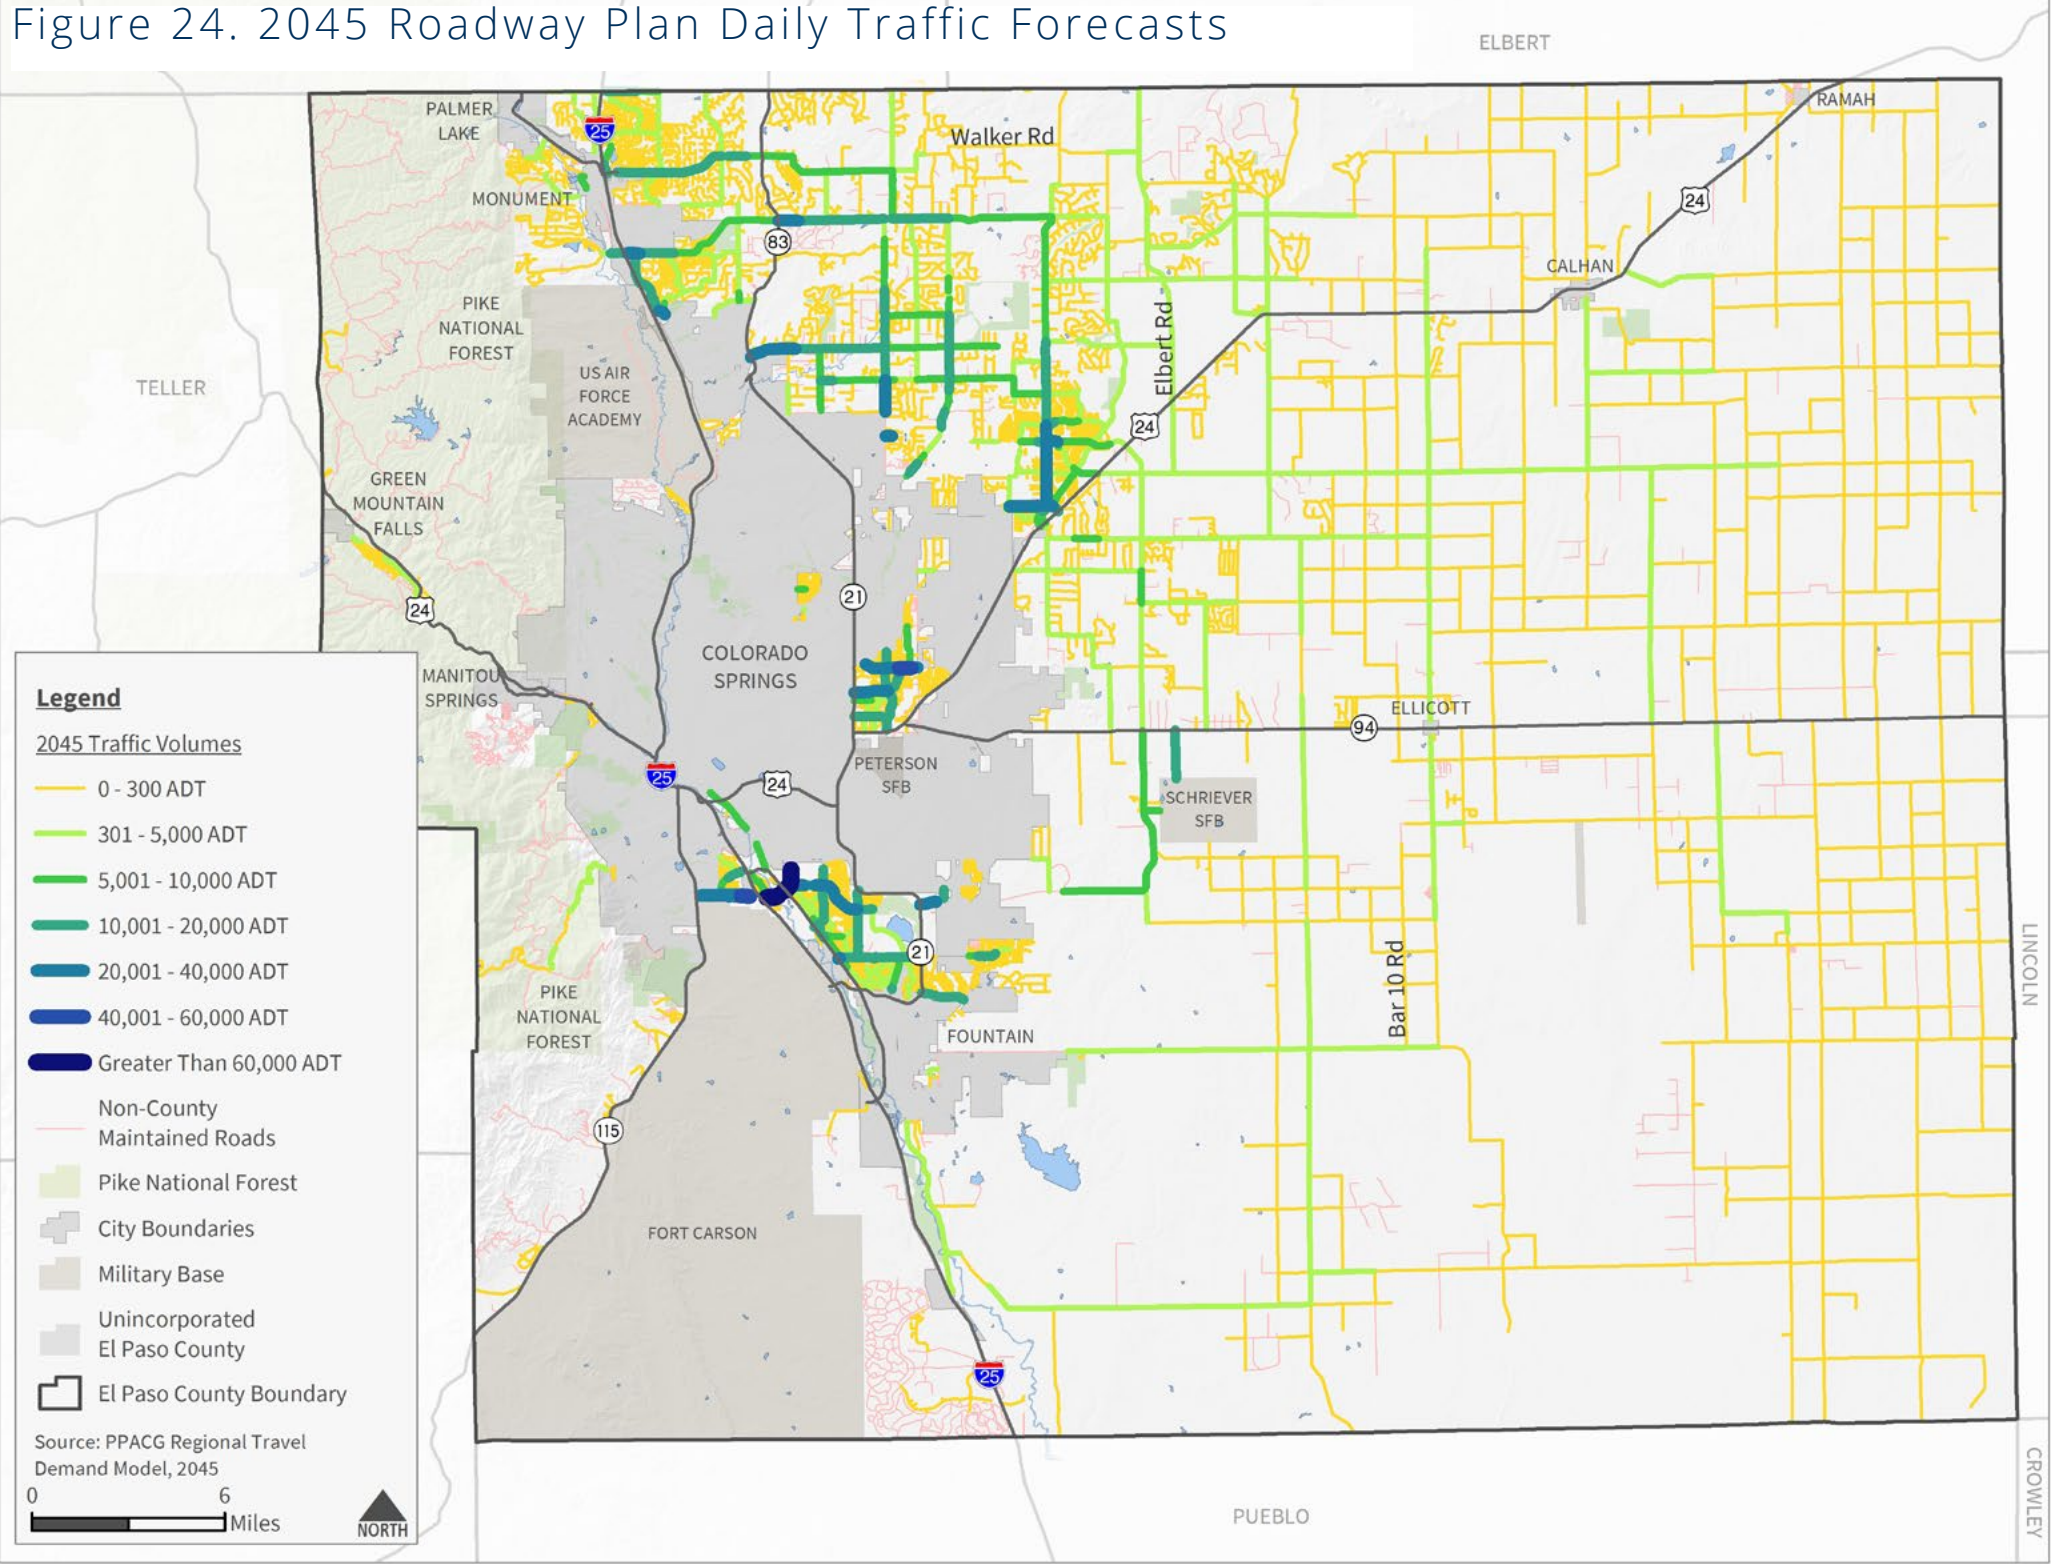 Figure 24. 2045 Roadway Plan Daily Traffic Forecasts
ELBERT
PALMER
LAKE
25
RAMAH
Walker Rd
MONUMENT
24
83
CALHAN
PIKE
NATIONAL
FOREST
Elbert Rd
US AIR
FORCE
ACADEMY
TELLER
24
GREEN
MOUNTAIN
FALLS
24
21
COLORADO
SPRINGS
MANITOU
SPRINGS
ELLICOTT
94
25
24
PETERSON
SFB
SCHRIEVER
SFB
21
Bar 10 Rd
LINCOLN
PIKE
NATIONAL
FOREST
FOUNTAIN
115
FORT CARSON
25
PUEBLO
CROWLEY
Legend
2045 Traffic Volumes
0 - 300 ADT
301 - 5,000 ADT
5,001 - 10,000 ADT
10,001 - 20,000 ADT
20,001 - 40,000 ADT
40,001 - 60,000 ADT
Greater Than 60,000 ADT
Non-County
Maintained Roads
Pike National Forest
City Boundaries
Military Base
Unincorporated
El Paso County
El Paso County Boundary
Source: PPACG Regional Travel
Demand Model, 2045
0 6
Miles
NORTH